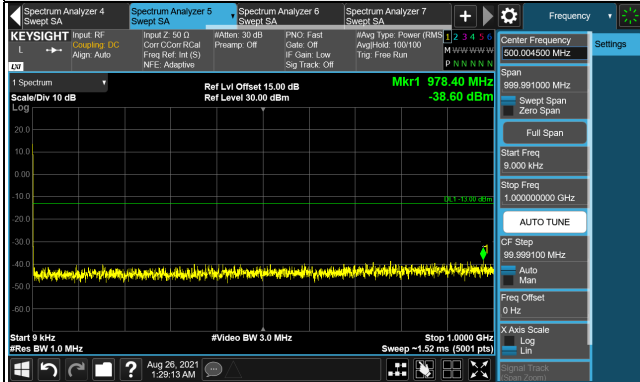 Spectrum Analyzer 4
Swept SA
Spectrum Analyzer 5
Swept SA
Spectrum Analyzer 6
Swept SA
Spectrum Analyzer 7
Swept SA
+
Frequency
KEYSIGHT
L
LXI
Input: RF
Coupling: DC
Align: Auto
Input Z: 50 Ω
Corr CCorr RCal
Freq Ref: Int (S)
NFE: Adaptive
#Atten: 30 dB
Preamp: Off
PNO: Fast
Gate: Off
IF Gain: Low
Sig Track: Off
#Avg Type: Power (RMS
Avg|Hold: 100/100
Trig: Free Run
1 2 3 4 5 6
M W W W W W
P N N N N N
1 Spectrum
Scale/Div 10 dB
Log
Ref Lvl Offset 15.00 dB
Ref Level 30.00 dBm
Mkr1 978.40 MHz
-38.60 dBm
20.0
10.0
0.00
-10.0
-20.0
-30.0
-40.0
-50.0
-60.0
DL1 -13.00 dBm
1
Start 9 kHz
#Res BW 1.0 MHz
#Video BW 3.0 MHz
Stop 1.0000 GHz
Sweep ~1.52 ms (5001 pts)
?
Aug 26, 2021
1:29:13 AM
Center Frequency
500.004500 MHz
Settings
Span
999.991000 MHz
Swept Span
Zero Span
Full Span
Start Freq
9.000 kHz
Stop Freq
1.000000000 GHz
AUTO TUNE
CF Step
99.999100 MHz
Auto
Man
Freq Offset
0 Hz
X Axis Scale
Log
Lin
Signal Track
(Span Zoom)